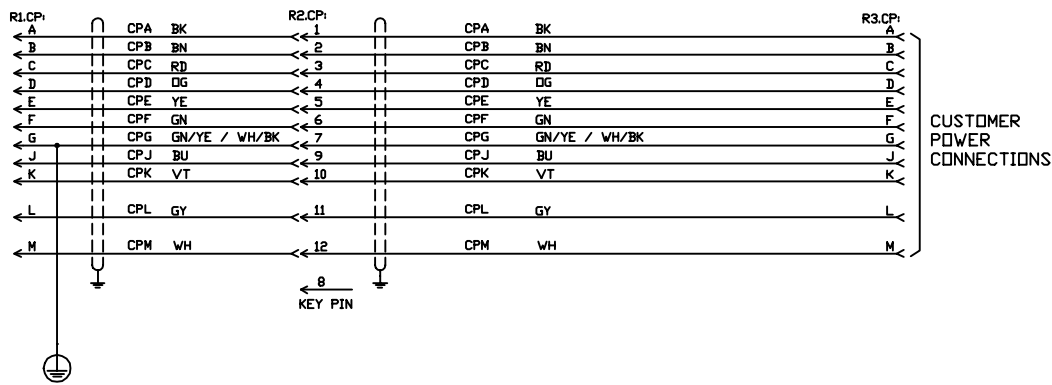 R1.CP: R2.CP: R3.CP:
A CPA BK 1 CPA BK A
B CPB BN 2 CPB BN B
C CPC RD 3 CPC RD C
D CPD OG 4 CPD OG D
E CPE YE 5 CPE YE E
F CPF GN 6 CPF GN F
G CPG GN/YE / WH/BK 7 CPG GN/YE / WH/BK G
J CPJ BU 9 CPJ BU J
K CPK VT 10 CPK VT K
L CPL GY 11 CPL GY L
M CPM WH 12 CPM WH M
8
KEY PIN
CUSTOMER
POWER
CONNECTIONS